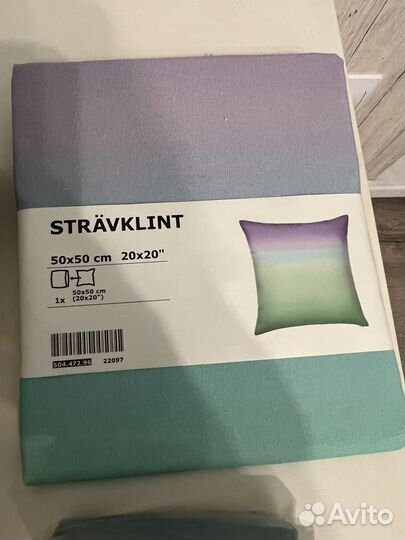 STRÄVKLINT
50x50 cm 20x20"
1x 50x50 cm
(20x20")
504.472.96 22097
Avito